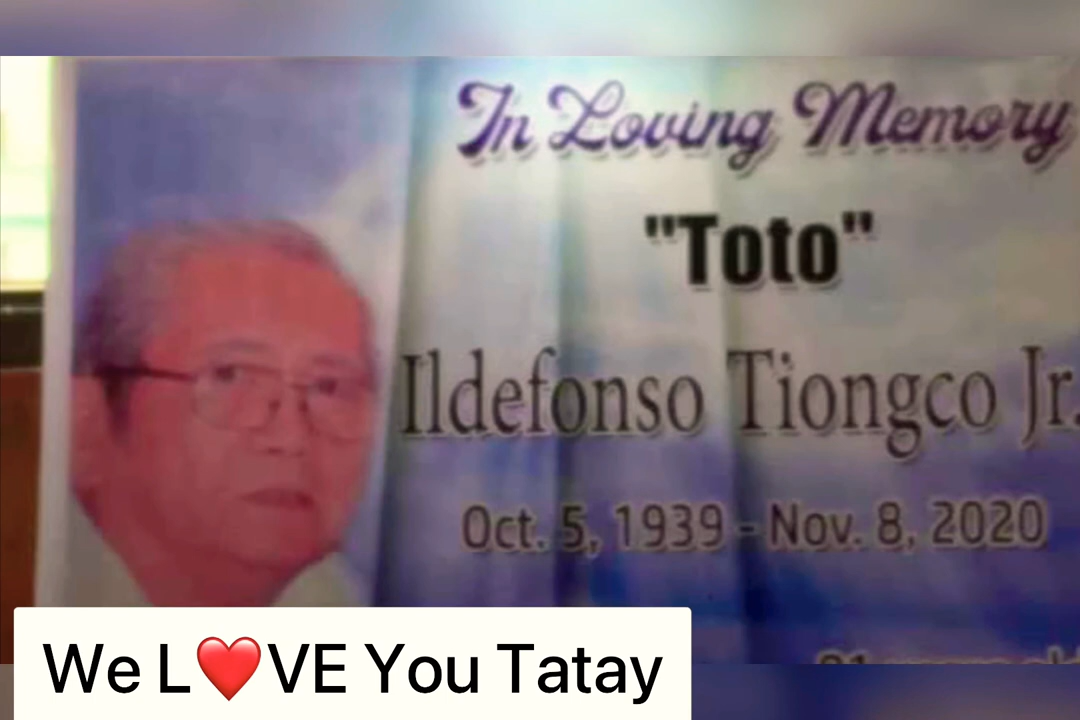 In Loving Memory
"Toto"
Ildefonso Tiongco Jr.
Oct. 5, 1939 - Nov. 8, 2020
We L❤️VE You Tatay